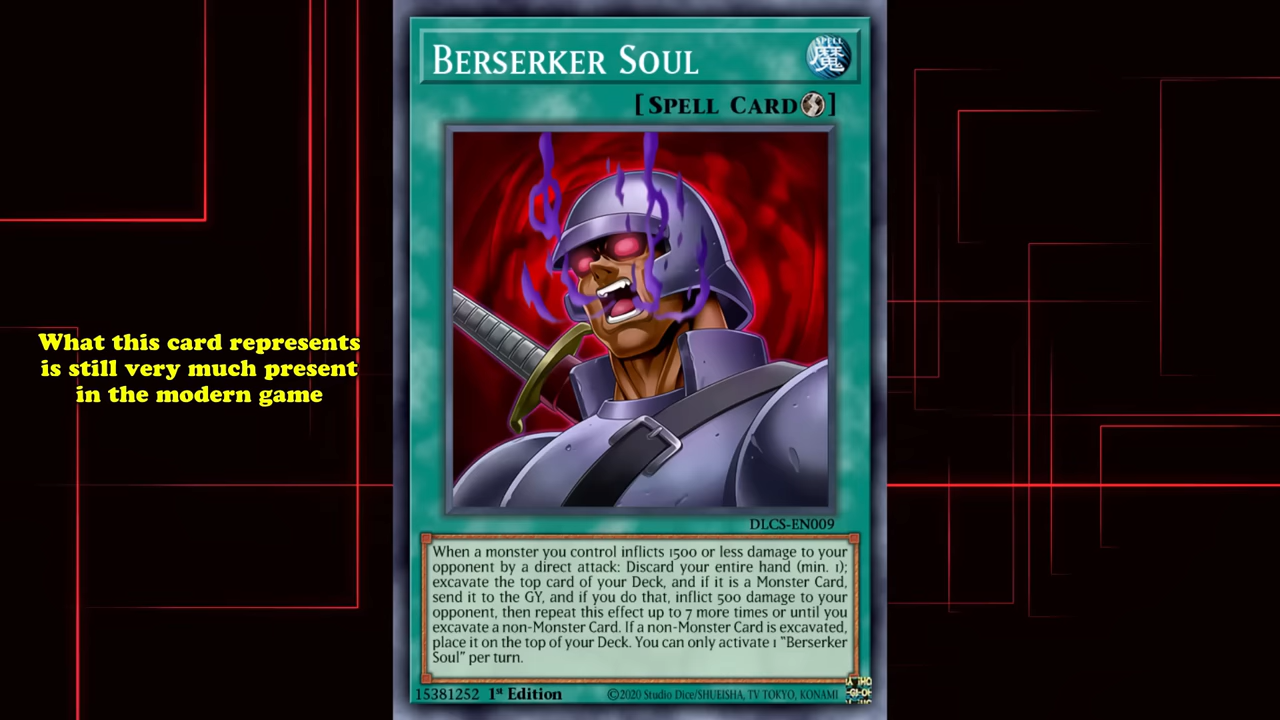 BERSERKER SOUL
SPELL
魔
[SPELL CARD]
What this card represents
is still very much present
in the modern game
DLCS-EN009
When a monster you control inflicts 1500 or less damage to your
opponent by a direct attack: Discard your entire hand (min. 1);
excavate the top card of your Deck, and if it is a Monster Card,
send it to the GY, and if you do that, inflict 500 damage to your
opponent, then repeat this effect up to 7 more times or until you
excavate a non-Monster Card. If a non-Monster Card is excavated,
place it on the top of your Deck. You can only activate 1 "Berserker
Soul" per turn.
15381252 1st Edition ©2020 Studio Dice/SHUEISHA, TV TOKYO, KONAMI